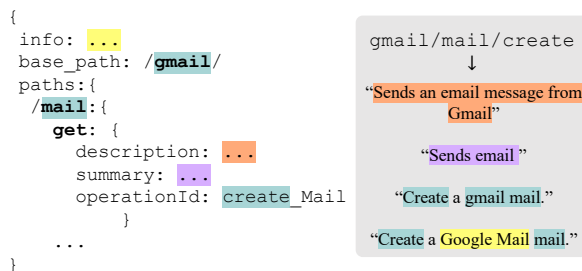 {
info: ...
base_path: /gmail/
paths:{
/mail:{
get: {
description: ...
summary: ...
operationId: create_Mail
}
...
}
gmail/mail/create
↓
“Sends an email message from
Gmail”
“Sends email ”
“Create a gmail mail.”
“Create a Google Mail mail.”